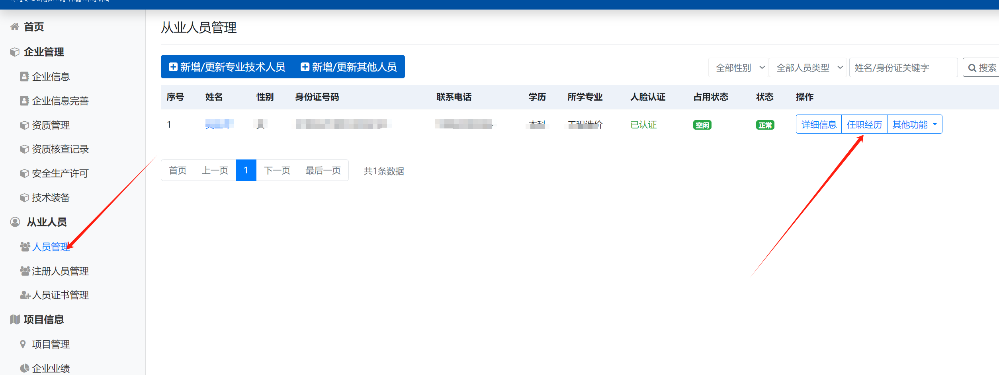 首页
企业管理
企业信息
企业信息完善
资质管理
资质核查记录
安全生产许可
技术装备
从业人员
人员管理
注册人员管理
人员证书管理
项目信息
项目管理
企业业绩
从业人员管理
新增/更新专业技术人员 新增/更新其他人员
全部性别 全部人员类型 姓名/身份证关键字 搜索
序号 姓名 性别 身份证号码 联系电话 学历 所学专业 人脸认证 占用状态 状态 操作
1 本科 工程造价 已认证 空闲 正常 详细信息 任职经历 其他功能
首页 上一页 1 下一页 最后一页 共1条数据